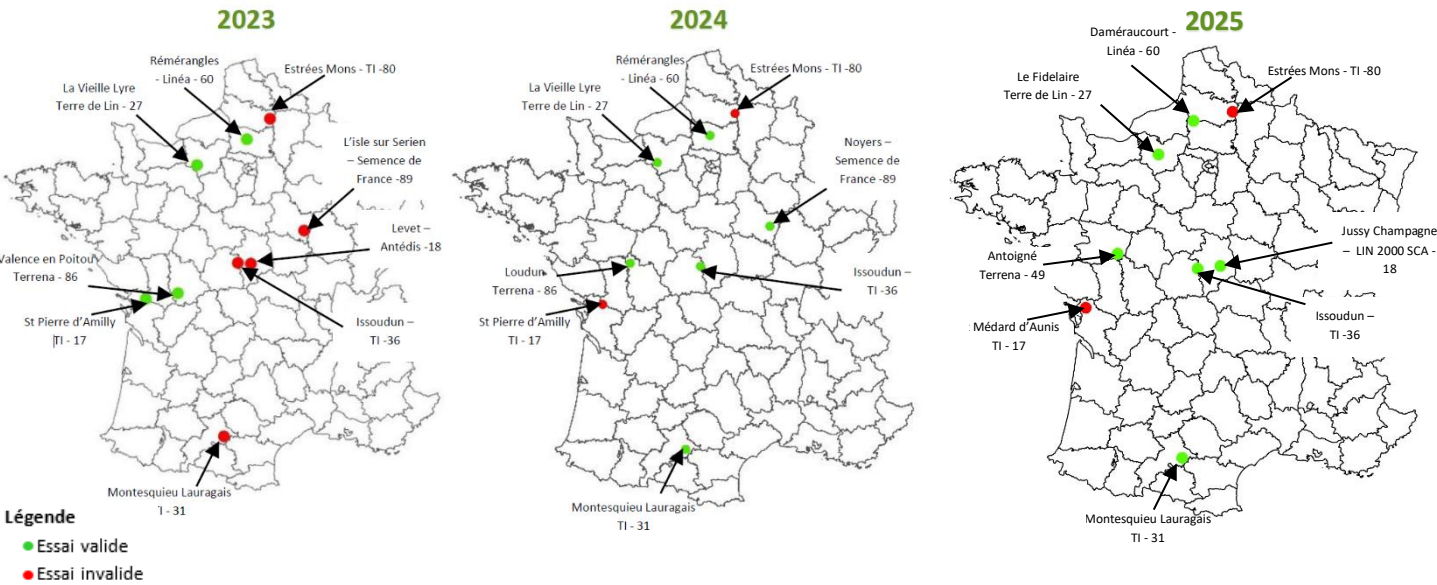 2023
Rémérangles
- Linéa - 60
Estrées Mons - TI -80
La Vieille Lyre
Terre de Lin - 27
L'isle sur Serien
– Semence de
France -89
Levet –
Antédis -18
Valence en Poitou
Terrena - 86
St Pierre d'Amilly
TI - 17
Issoudun –
TI -36
Montesquieu Lauragais
TI - 31
Légende
Essai valide
Essai invalide
2024
Rémérangles
- Linéa - 60
Estrées Mons - TI -80
La Vieille Lyre
Terre de Lin - 27
Noyers –
Semence de
France -89
Loudun
Terrena - 86
Issoudun –
TI -36
St Pierre d'Amilly
TI - 17
Montesquieu Lauragais
TI - 31
2025
Daméraucourt -
Linéa - 60
Estrées Mons - TI -80
Le Fidelaire
Terre de Lin - 27
Jussy Champagne
– LIN 2000 SCA -
18
Antoigné
Terrena - 49
Issoudun –
TI -36
Médard d'Aunis
TI - 17
Montesquieu Lauragais
TI - 31